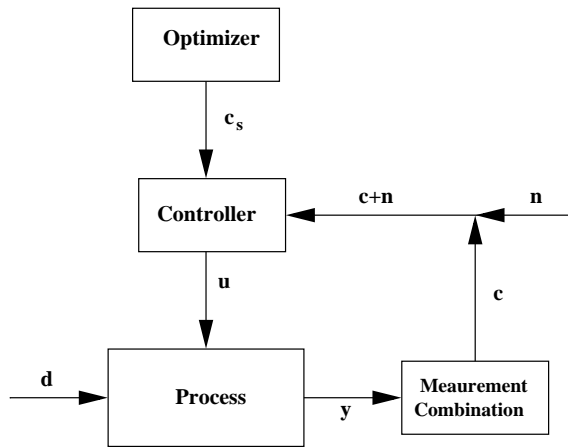 Optimizer
c_s
c+n
n
Controller
u
c
d
Process
y
Meaurement
Combination